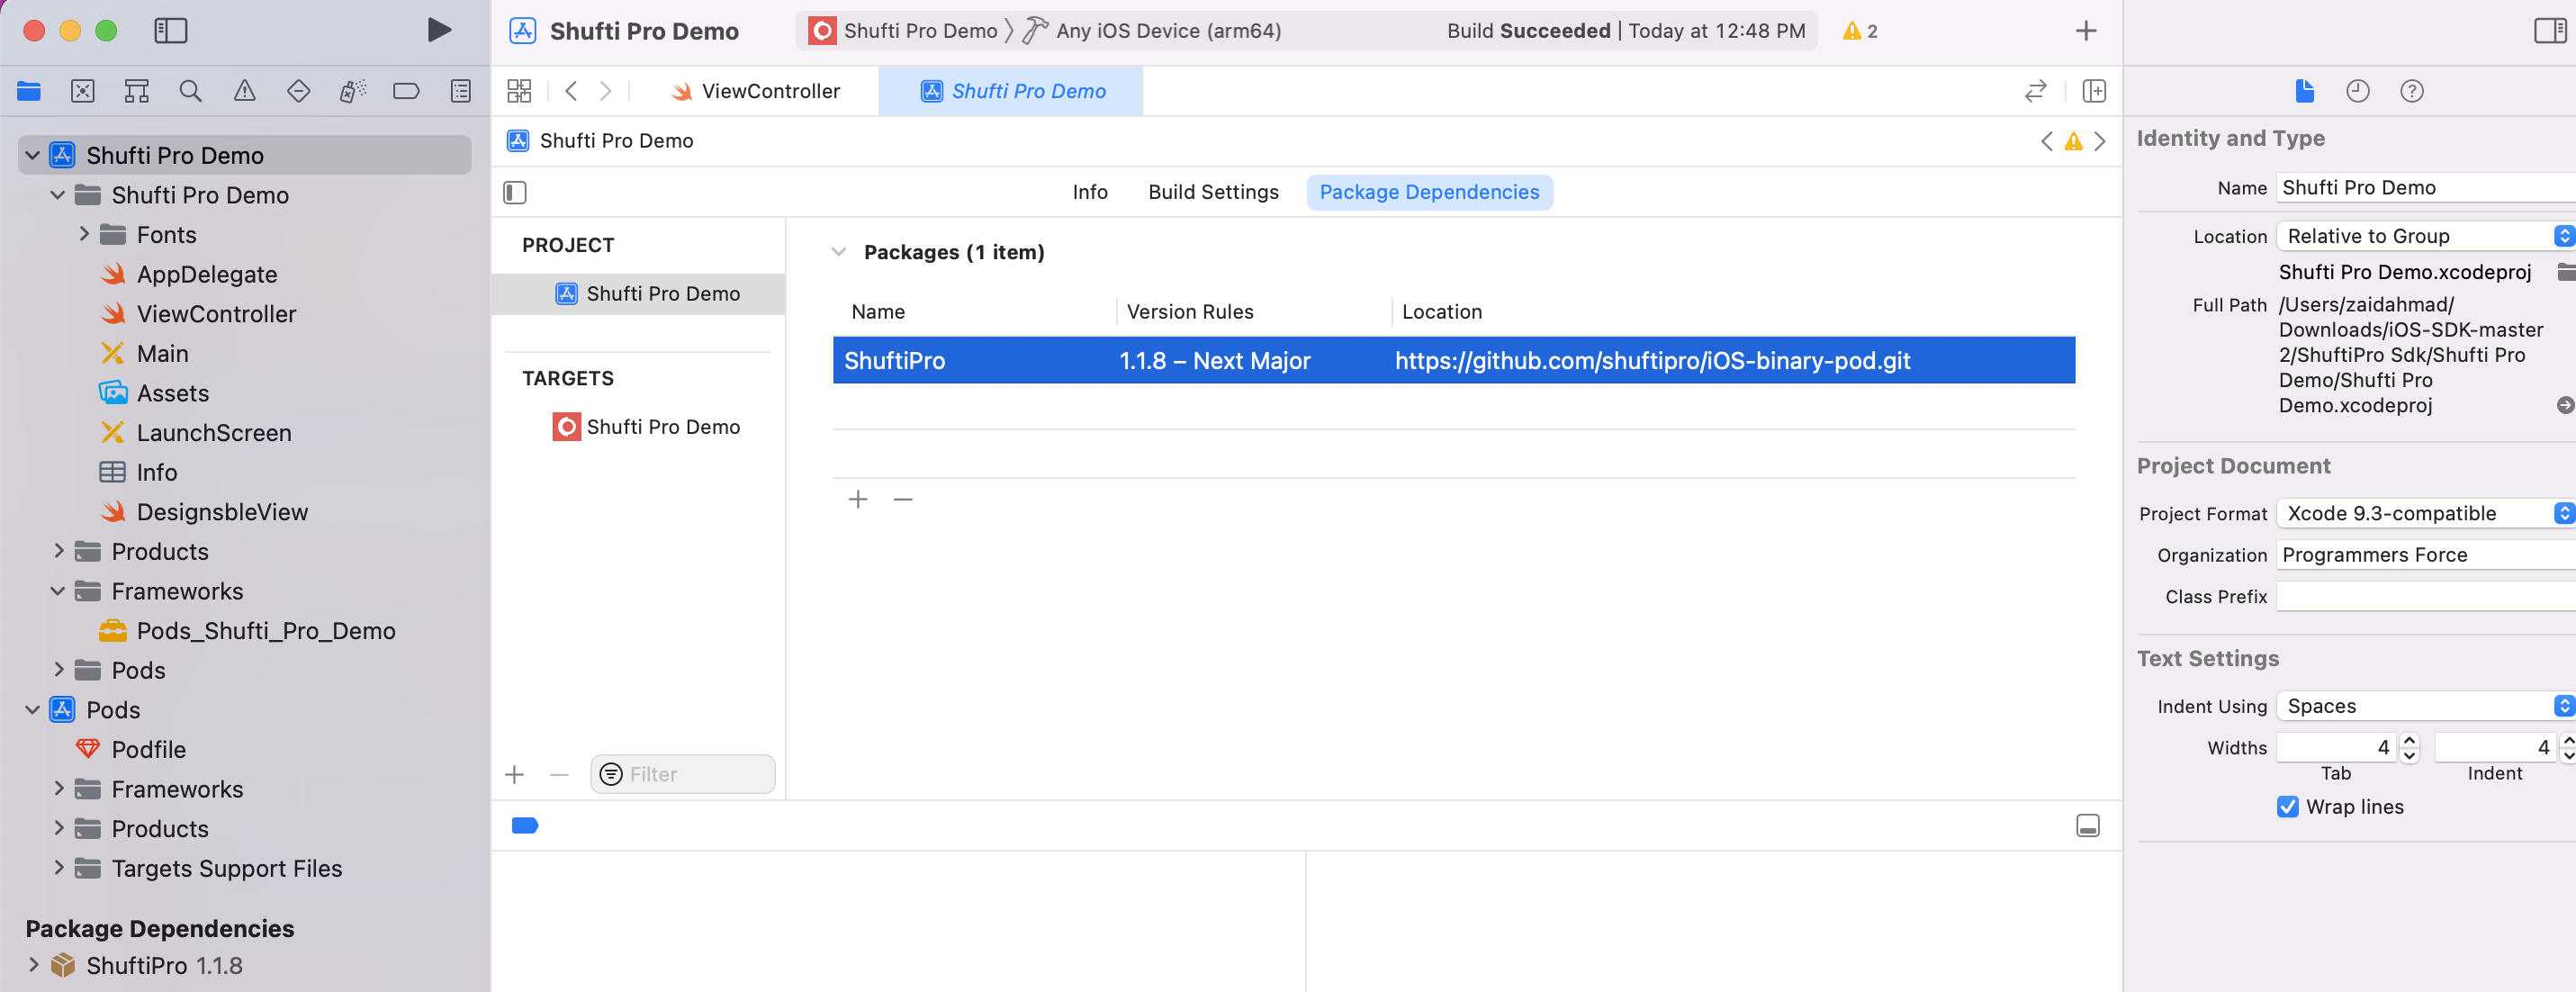 Shufti Pro Demo
Shufti Pro Demo
Any iOS Device (arm64)
Build Succeeded | Today at 12:48 PM
2
ViewController
Shufti Pro Demo
Shufti Pro Demo
Info
Build Settings
Package Dependencies
Shufti Pro Demo
Shufti Pro Demo
Fonts
AppDelegate
ViewController
Main
Assets
LaunchScreen
Info
DesignsbleView
Products
Frameworks
Pods_Shufti_Pro_Demo
Pods
Pods
Podfile
Frameworks
Products
Targets Support Files
Package Dependencies
ShuftiPro 1.1.8
PROJECT
Shufti Pro Demo
TARGETS
Shufti Pro Demo
Filter
Packages (1 item)
Name
Version Rules
Location
ShuftiPro
1.1.8 – Next Major
https://github.com/shuftipro/iOS-binary-pod.git
Identity and Type
Name
Shufti Pro Demo
Location
Relative to Group
Shufti Pro Demo.xcodeproj
Full Path
/Users/zaidahmad/
Downloads/iOS-SDK-master
2/ShuftiPro Sdk/Shufti Pro
Demo/Shufti Pro
Demo.xcodeproj
Project Document
Project Format
Xcode 9.3-compatible
Organization
Programmers Force
Class Prefix
Text Settings
Indent Using
Spaces
Widths
4
4
Tab
Indent
Wrap lines